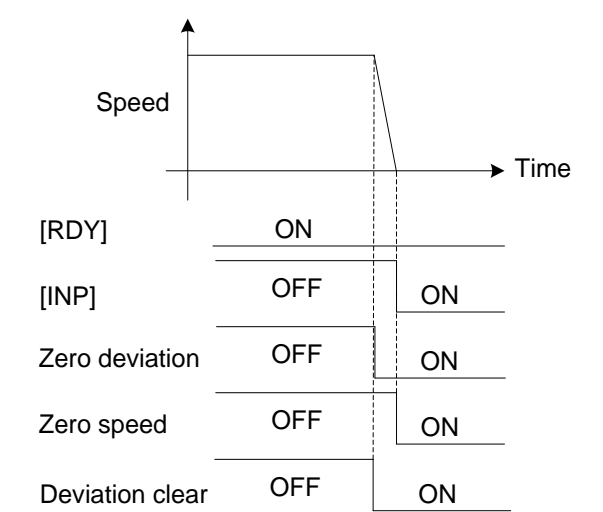 Speed
Time
[RDY] ON
[INP] OFF ON
Zero deviation OFF ON
Zero speed OFF ON
Deviation clear OFF ON